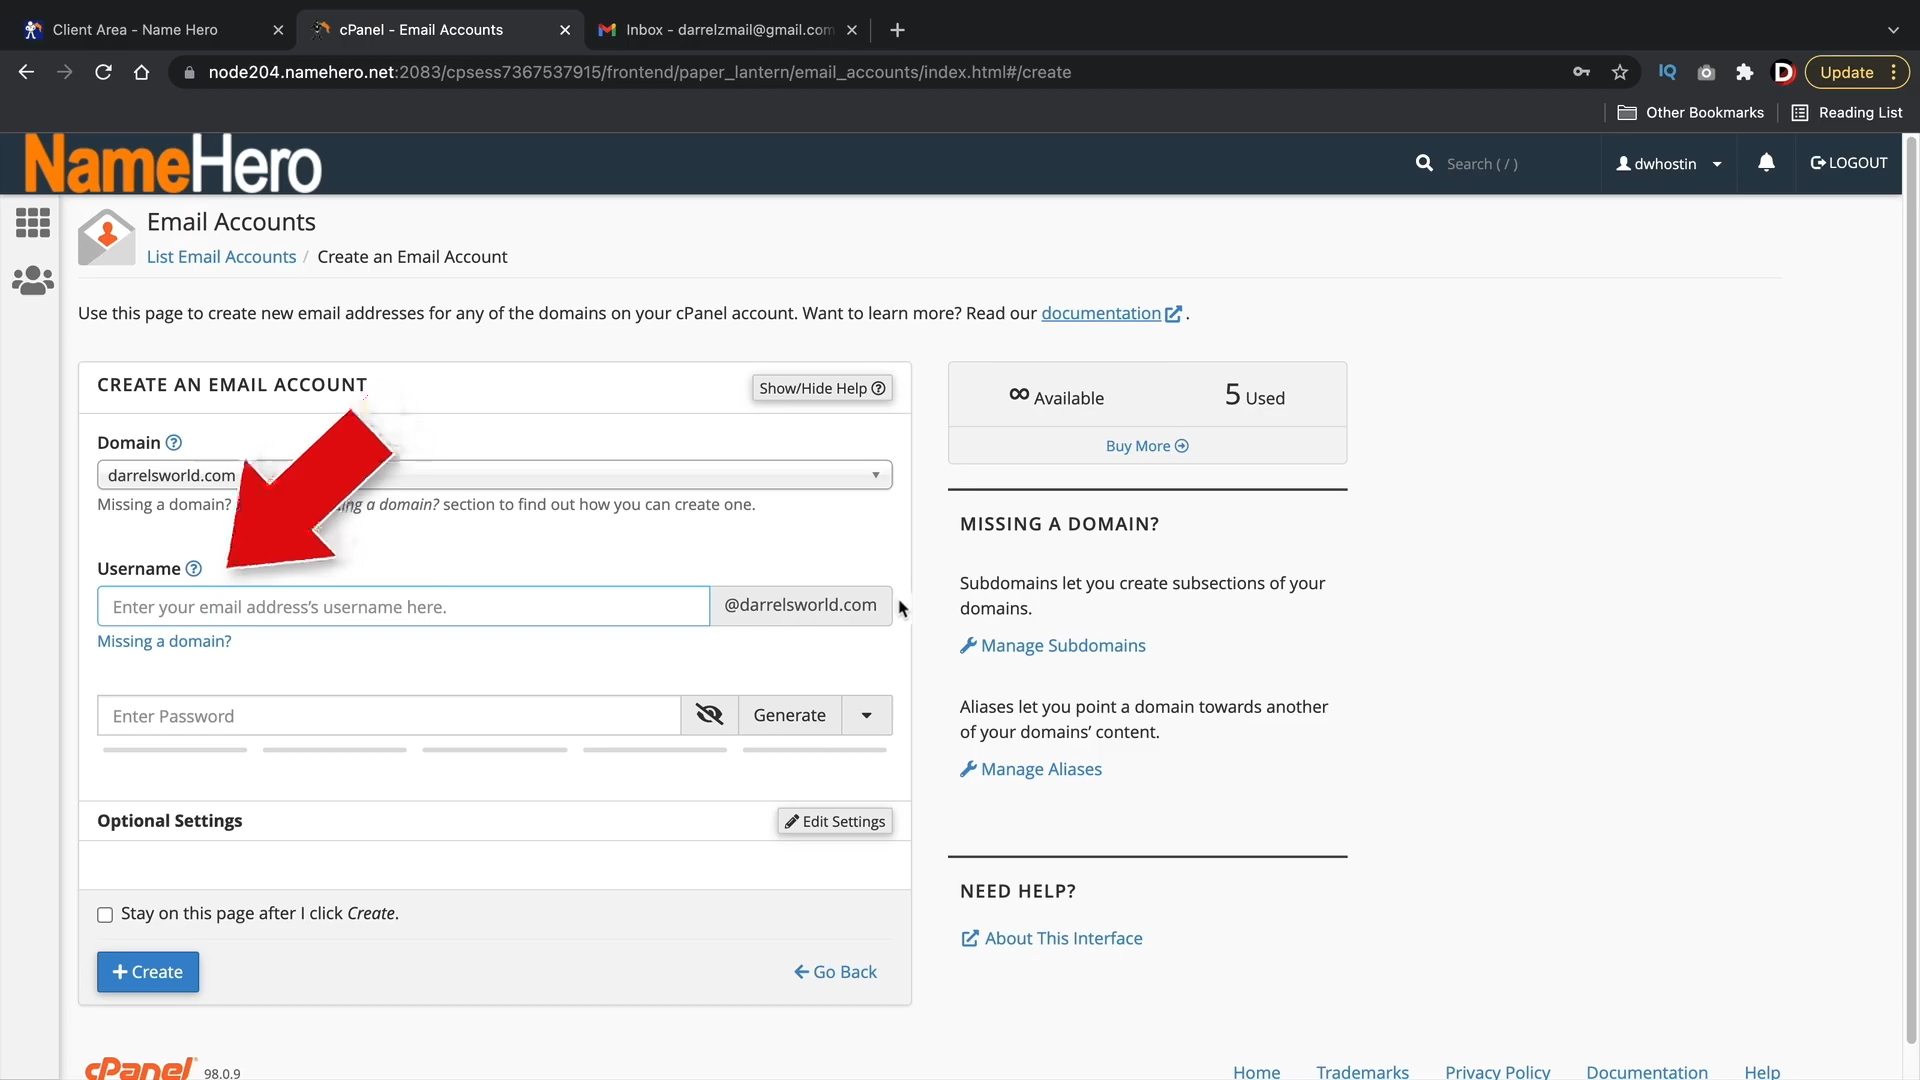 Client Area - Name Hero
cPanel - Email Accounts
Inbox - darrelzmail@gmail.com
node204.namehero.net:2083/cpsess7367537915/frontend/paper_lantern/email_accounts/index.html#/create
IQ
D
Update
Other Bookmarks
Reading List
NameHero
Search ( / )
dwhostin
LOGOUT
Email Accounts
List Email Accounts / Create an Email Account
Use this page to create new email addresses for any of the domains on your cPanel account. Want to learn more? Read our documentation .
CREATE AN EMAIL ACCOUNT
Show/Hide Help
∞ Available
5 Used
Buy More
Domain
darrelsworld.com
Missing a domain? a domain? section to find out how you can create one.
MISSING A DOMAIN?
Subdomains let you create subsections of your
domains.
Manage Subdomains
Aliases let you point a domain towards another
of your domains’ content.
Manage Aliases
Username
Enter your email address’s username here.
@darrelsworld.com
Missing a domain?
Enter Password
Generate
Optional Settings
Edit Settings
Stay on this page after I click Create.
+ Create
Go Back
NEED HELP?
About This Interface
cPanel 98.0.9
Home
Trademarks
Privacy Policy
Documentation
Help